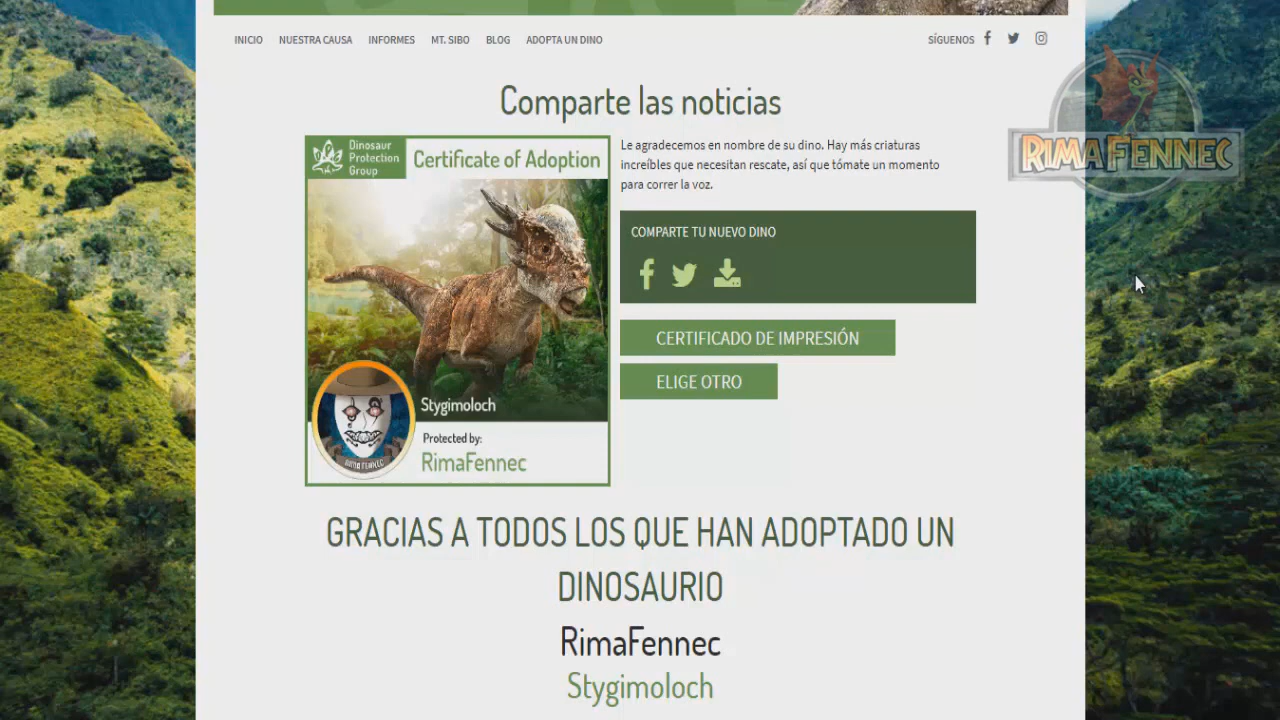 INICIO NUESTRA CAUSA INFORMES MT. SIBO BLOG ADOPTA UN DINO SÍGUENOS
RIMA FENNEC
Comparte las noticias
Dinosaur
Protection
Group
Certificate of Adoption
Stygimoloch
Protected by:
RimaFennec
RIMA FENNEC
Le agradecemos en nombre de su dino. Hay más criaturas
increíbles que necesitan rescate, así que tómate un momento
para correr la voz.
COMPARTE TU NUEVO DINO
CERTIFICADO DE IMPRESIÓN
ELIGE OTRO
GRACIAS A TODOS LOS QUE HAN ADOPTADO UN
DINOSAURIO
RimaFennec
Stygimoloch